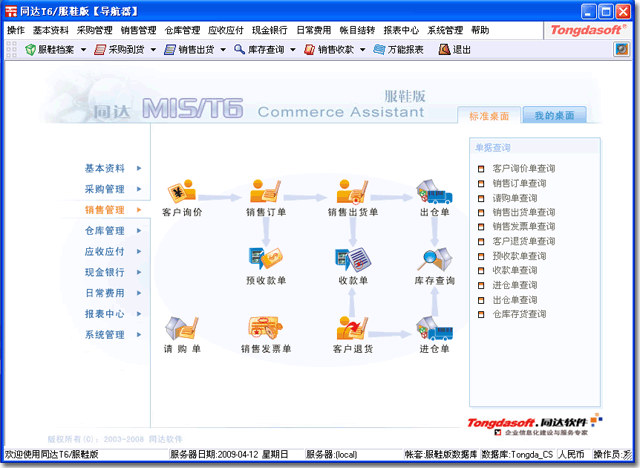 同达T6/服鞋版【导航器】
操作 基本资料 采购管理 销售管理 仓库管理 应收应付 现金银行 日常费用 帐目结转 报表中心 系统管理 帮助
Tongdasoft®
服鞋档案 采购到货 销售出货 库存查询 销售收款 万能报表 退出
服鞋版
同达 MIS/T6 Commerce Assistant
标准桌面 我的桌面
基本资料
采购管理
销售管理
仓库管理
应收应付
现金银行
日常费用
报表中心
系统管理
客户询价 销售订单 销售出货单 出仓单
预收款单 收款单 库存查询
请购单 销售发票单 客户退货 进仓单
单据查询
客户询价单查询
销售订单查询
请购单查询
销售出货单查询
销售发票单查询
客户退货单查询
预收款单查询
收款单查询
进仓单查询
出仓单查询
仓库存货查询
Tongdasoft.同达软件®
企业信息化建设与服务专家
版权所有(C): 2003-2008 同达软件
欢迎使用同达T6/服鞋版 服务器日期:2009-04-12 星期日 服务器:(local) 帐套:服鞋版数据库 数据库:Tongda_CS 人民币 操作员: